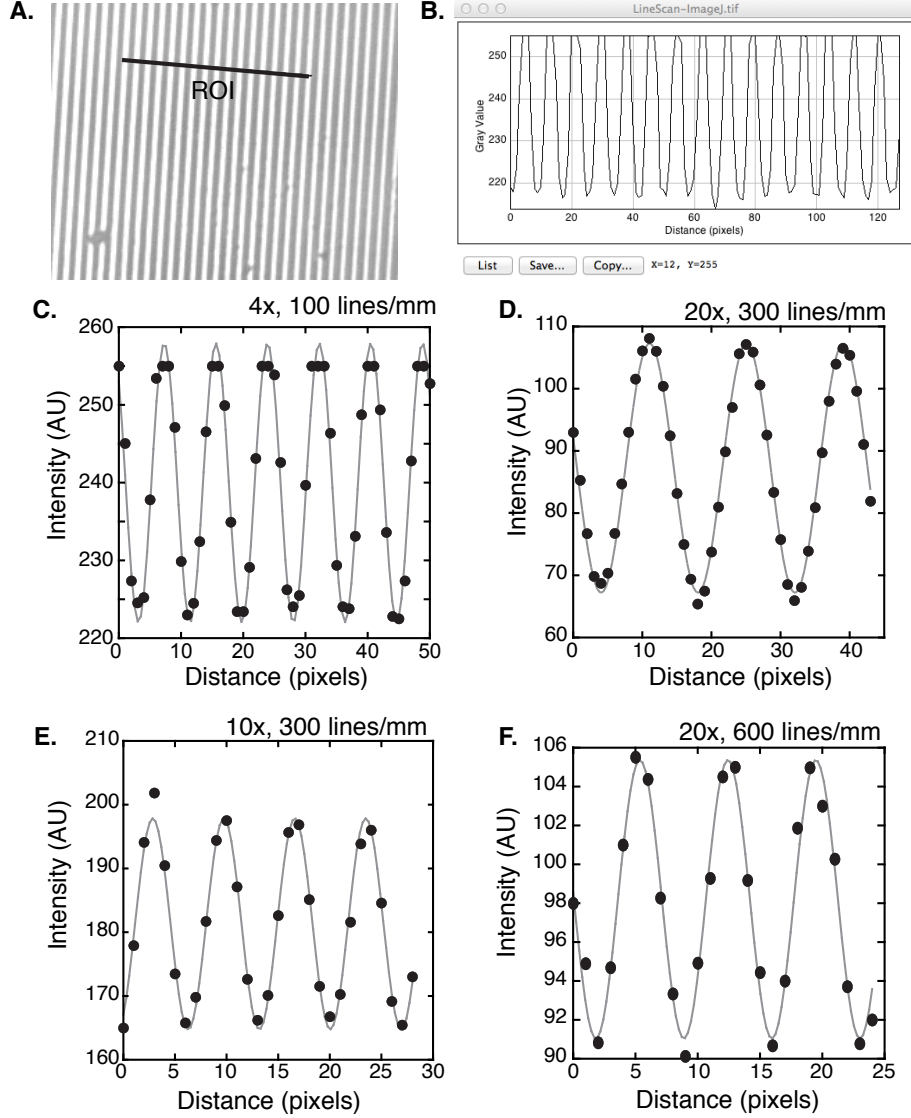 A.
ROI
B.
LineScan-ImageJ.tif
250
240
230
220
Gray Value
0 20 40 60 80 100 120
Distance (pixels)
List Save... Copy... X=12, Y=255
C.
4x, 100 lines/mm
260
250
240
230
220
Intensity (AU)
0 10 20 30 40 50
Distance (pixels)
D.
20x, 300 lines/mm
110
100
90
80
70
60
Intensity (AU)
0 10 20 30 40
Distance (pixels)
E.
10x, 300 lines/mm
210
200
190
180
170
160
Intensity (AU)
0 5 10 15 20 25 30
Distance (pixels)
F.
20x, 600 lines/mm
106
104
102
100
98
96
94
92
90
Intensity (AU)
0 5 10 15 20 25
Distance (pixels)